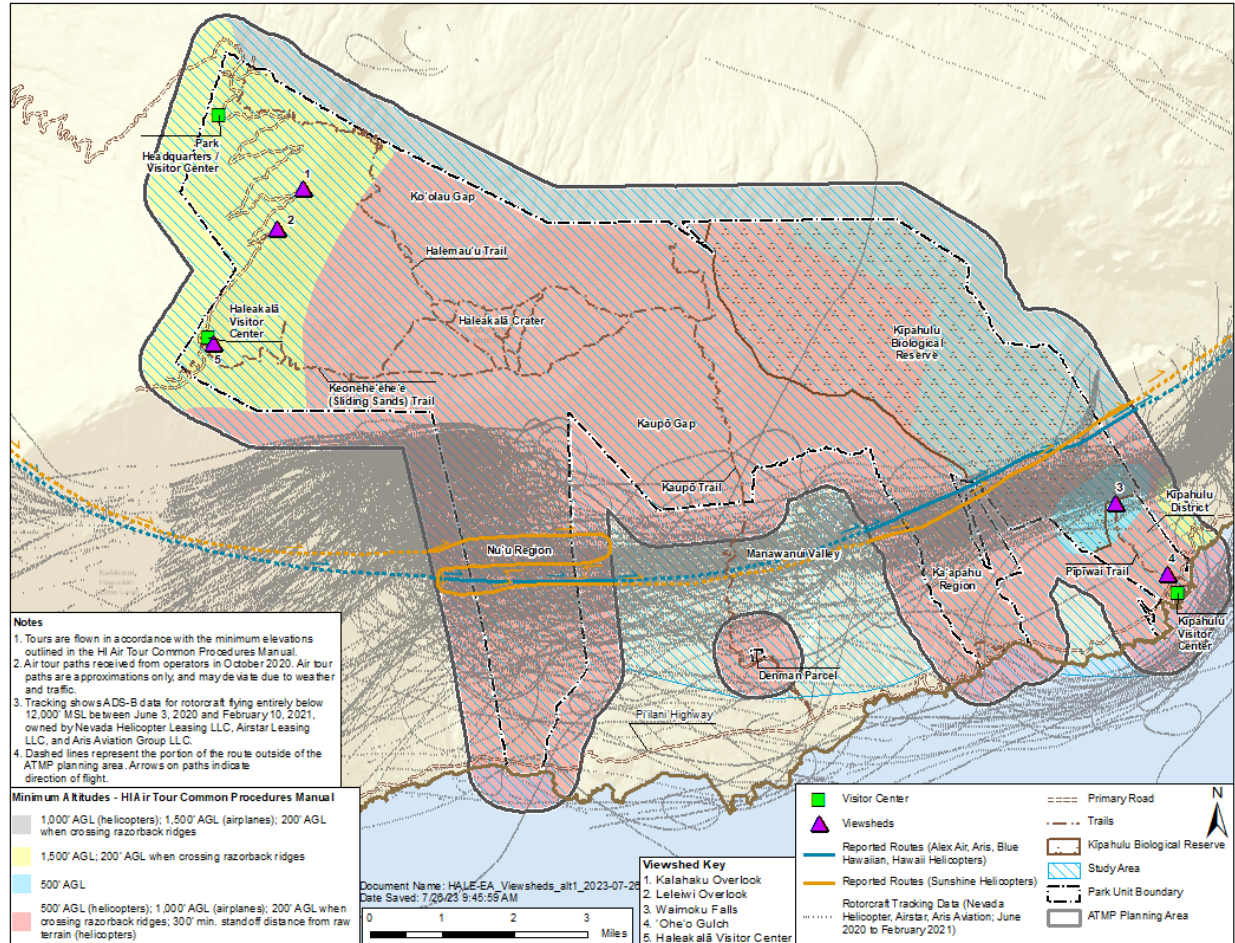 Park
Headquarters /
Visitor Center
1
2
Ko'olau Gap
Halemau'u Trail
Haleakalā
Visitor
Center
5
Haleakalā Crater
Keonehe'ehe'e
(Sliding Sands) Trail
Kīpahulu
Biological
Reserve
Kaupō Gap
Kaupō Trail
3
Kīpahulu
District
Nu'u Region
Manawainui Valley
4
Ka'apahu
Region
Pīpīwai Trail
Kīpahulu
Visitor
Center
Denman Parcel
Pi'ilani Highway
Notes
1. Tours are flown in accordance with the minimum elevations
outlined in the HI Air Tour Common Procedures Manual.
2. Air tour paths received from operators in October 2020. Air tour
paths are approximations only, and may deviate due to weather
and traffic.
3. Tracking shows ADS-B data for rotorcraft flying entirely below
12,000' MSL between June 3, 2020 and February 10, 2021,
owned by Nevada Helicopter Leasing LLC, Airstar Leasing
LLC, and Aris Aviation Group LLC.
4. Dashed lines represent the portion of the route outside of the
ATMP planning area. Arrows on paths indicate
direction of flight.
Minimum Altitudes - HI Air Tour Common Procedures Manual
1,000' AGL (helicopters); 1,500' AGL (airplanes); 200' AGL
when crossing razorback ridges
1,500' AGL; 200' AGL when crossing razorback ridges
500' AGL
500' AGL (helicopters); 1,000' AGL (airplanes); 200' AGL when
crossing razorback ridges; 300' min. standoff distance from raw
terrain (helicopters)
Document Name: HALE-EA_Viewsheds_alt1_2023-07-26
Date Saved: 7/26/23 9:45:59 AM
0 1 2 3
Miles
Viewshed Key
1. Kalahaku Overlook
2. Leleiwi Overlook
3. Waimoku Falls
4. 'Ohe'o Gulch
5. Haleakalā Visitor Center
Visitor Center
Viewsheds
Reported Routes (Alex Air, Aris, Blue
Hawaiian, Hawaii Helicopters)
Reported Routes (Sunshine Helicopters)
Rotorcraft Tracking Data (Nevada
Helicopter, Airstar, Aris Aviation; June
2020 to February 2021)
Primary Road
Trails
Kīpahulu Biological Reserve
Study Area
Park Unit Boundary
ATMP Planning Area
N